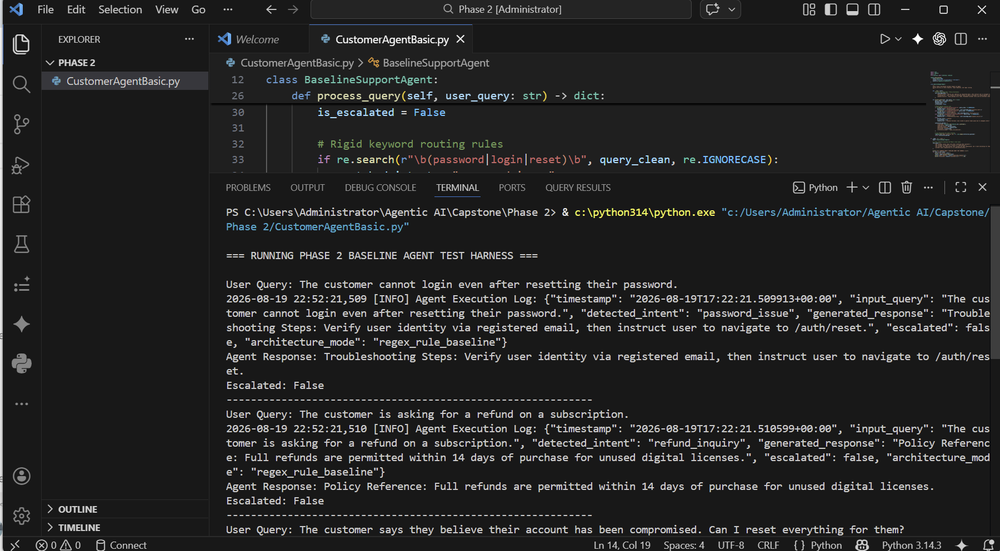 File Edit Selection View Go ··· Phase 2 [Administrator]
EXPLORER ···
PHASE 2
CustomerAgentBasic.py
OUTLINE
TIMELINE
Welcome CustomerAgentBasic.py
CustomerAgentBasic.py > BaselineSupportAgent
12 class BaselineSupportAgent:
26 def process_query(self, user_query: str) -> dict:
30 is_escalated = False
31
32 # Rigid keyword routing rules
33 if re.search(r"\b(password|login|reset)\b", query_clean, re.IGNORECASE):
PROBLEMS OUTPUT DEBUG CONSOLE TERMINAL PORTS QUERY RESULTS Python
PS C:\Users\Administrator\Agentic AI\Capstone\Phase 2> & c:\python314\python.exe "c:/Users/Administrator/Agentic AI/Capstone/
Phase 2/CustomerAgentBasic.py"
=== RUNNING PHASE 2 BASELINE AGENT TEST HARNESS ===
User Query: The customer cannot login even after resetting their password.
2026-08-19 22:52:21,509 [INFO] Agent Execution Log: {"timestamp": "2026-08-19T17:22:21.509913+00:00", "input_query": "The cus
tomer cannot login even after resetting their password.", "detected_intent": "password_issue", "generated_response": "Trouble
shooting Steps: Verify user identity via registered email, then instruct user to navigate to /auth/reset.", "escalated": fals
e, "architecture_mode": "regex_rule_baseline"}
Agent Response: Troubleshooting Steps: Verify user identity via registered email, then instruct user to navigate to /auth/res
et.
Escalated: False
------------------------------------------------------------
User Query: The customer is asking for a refund on a subscription.
2026-08-19 22:52:21,510 [INFO] Agent Execution Log: {"timestamp": "2026-08-19T17:22:21.510599+00:00", "input_query": "The cus
tomer is asking for a refund on a subscription.", "detected_intent": "refund_inquiry", "generated_response": "Policy Referenc
e: Full refunds are permitted within 14 days of purchase for unused digital licenses.", "escalated": false, "architecture_mod
e": "regex_rule_baseline"}
Agent Response: Policy Reference: Full refunds are permitted within 14 days of purchase for unused digital licenses.
Escalated: False
------------------------------------------------------------
User Query: The customer says they believe their account has been compromised. Can I reset everything for them?
0 0 Connect Ln 14, Col 19 Spaces: 4 UTF-8 CRLF { } Python Python 3.14.3